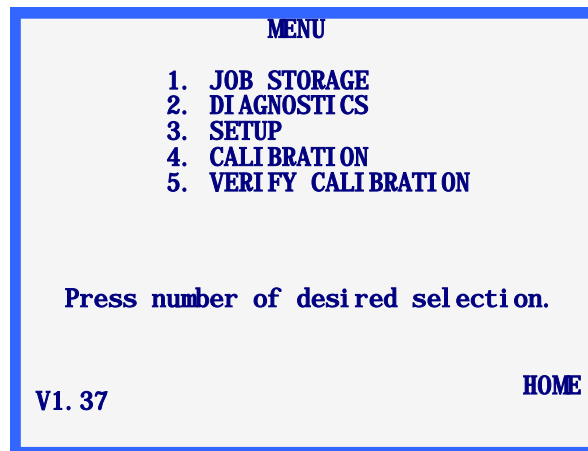 MENU
1. JOB STORAGE
2. DIAGNOSTICS
3. SETUP
4. CALIBRATION
5. VERIFY CALIBRATION
Press number of desired selection.
HOME
V1.37